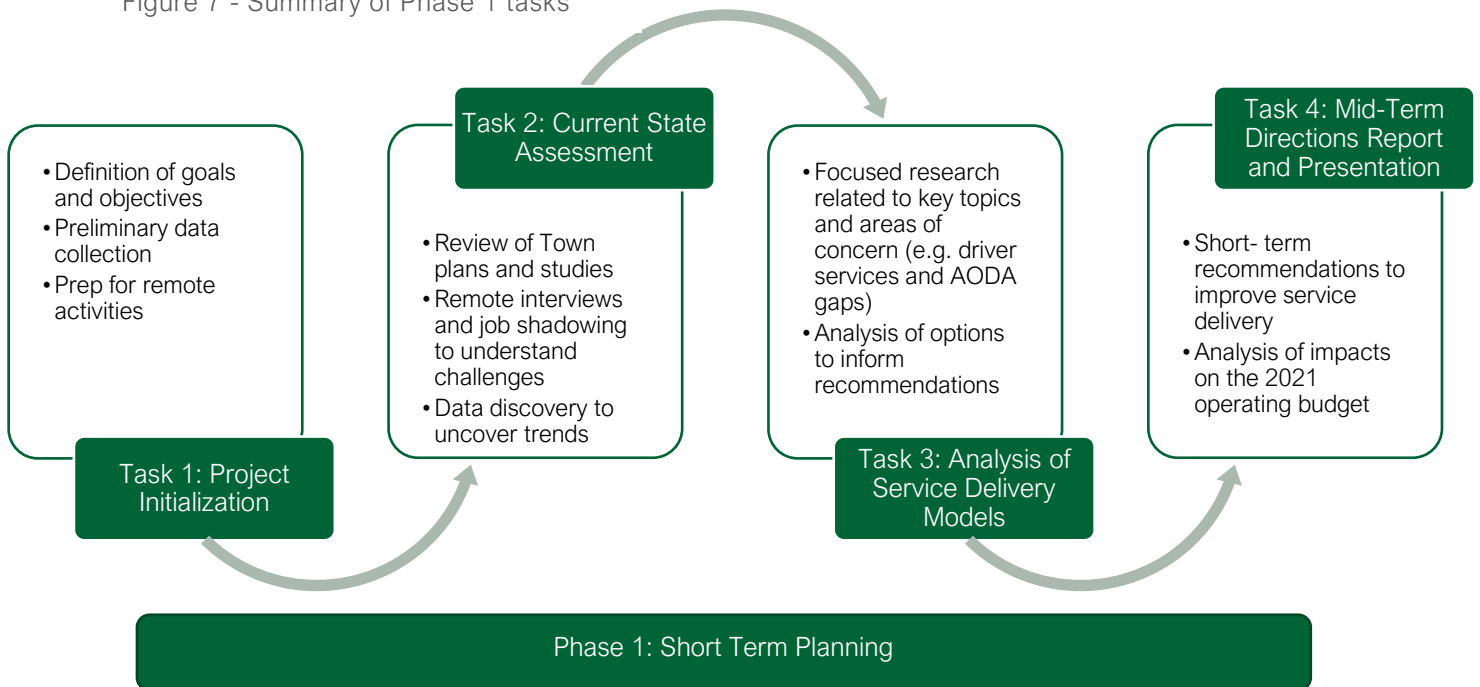 Figure 7 - Summary of Phase 1 tasks
• Definition of goals
and objectives
• Preliminary data
collection
• Prep for remote
activities
Task 1: Project
Initialization
Task 2: Current State
Assessment
• Review of Town
plans and studies
• Remote interviews
and job shadowing
to understand
challenges
• Data discovery to
uncover trends
• Focused research
related to key topics
and areas of
concern (e.g. driver
services and AODA
gaps)
• Analysis of options
to inform
recommendations
Task 3: Analysis of
Service Delivery
Models
Task 4: Mid-Term
Directions Report
and Presentation
• Short- term
recommendations to
improve service
delivery
• Analysis of impacts
on the 2021
operating budget
Phase 1: Short Term Planning